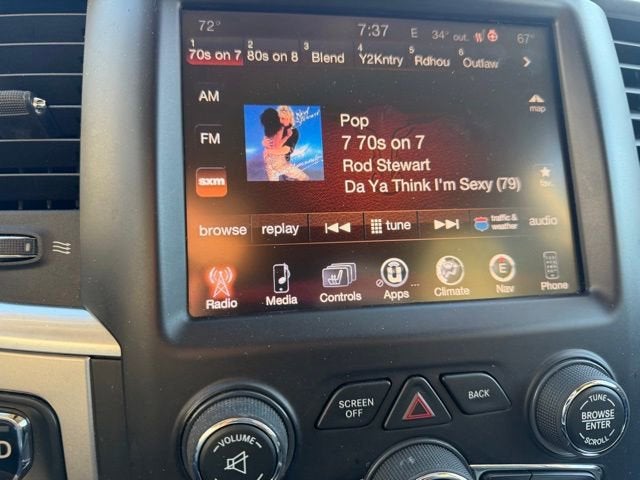 72° 7:37 E 34° out. 67°
1 70s on 7 2 80s on 8 3 Blend 4 Y2Kntry 5 Rdhou 6 Outlaw >
AM
FM
sxm
Pop
7 70s on 7
Rod Stewart
Da Ya Think I'm Sexy (79)
map
fav.
browse replay tune traffic & weather audio
Radio Media Controls Apps ... Climate E Nav Phone
SCREEN OFF
BACK
VOLUME
TUNE
BROWSE
ENTER
SCROLL
D